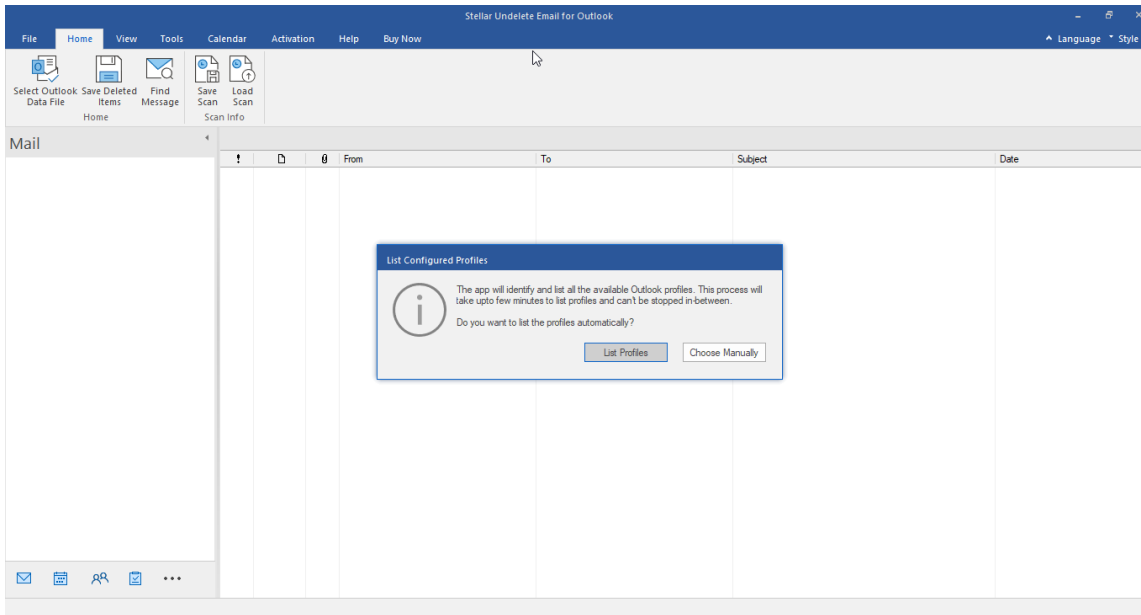 Stellar Undelete Email for Outlook
File Home View Tools Calendar Activation Help Buy Now Language Style
Select Outlook Data File
Save Deleted Items
Find Message
Save Scan
Load Scan
Home
Scan Info
Mail
! From To Subject Date
List Configured Profiles
The app will identify and list all the available Outlook profiles. This process will
take upto few minutes to list profiles and can't be stopped in-between.
Do you want to list the profiles automatically?
List Profiles Choose Manually